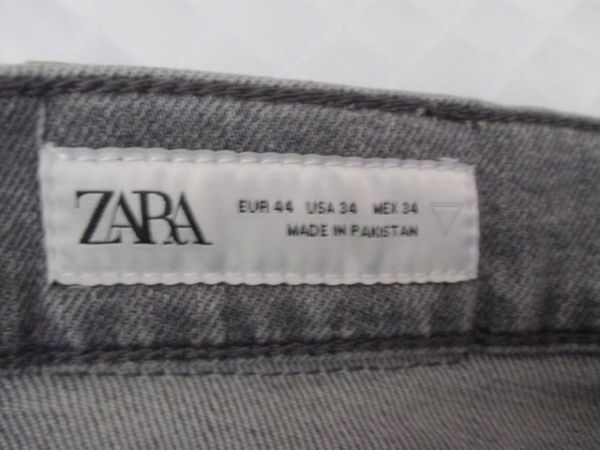 ZARA
EUR 44 USA 34 MEX 34
MADE IN PAKISTAN